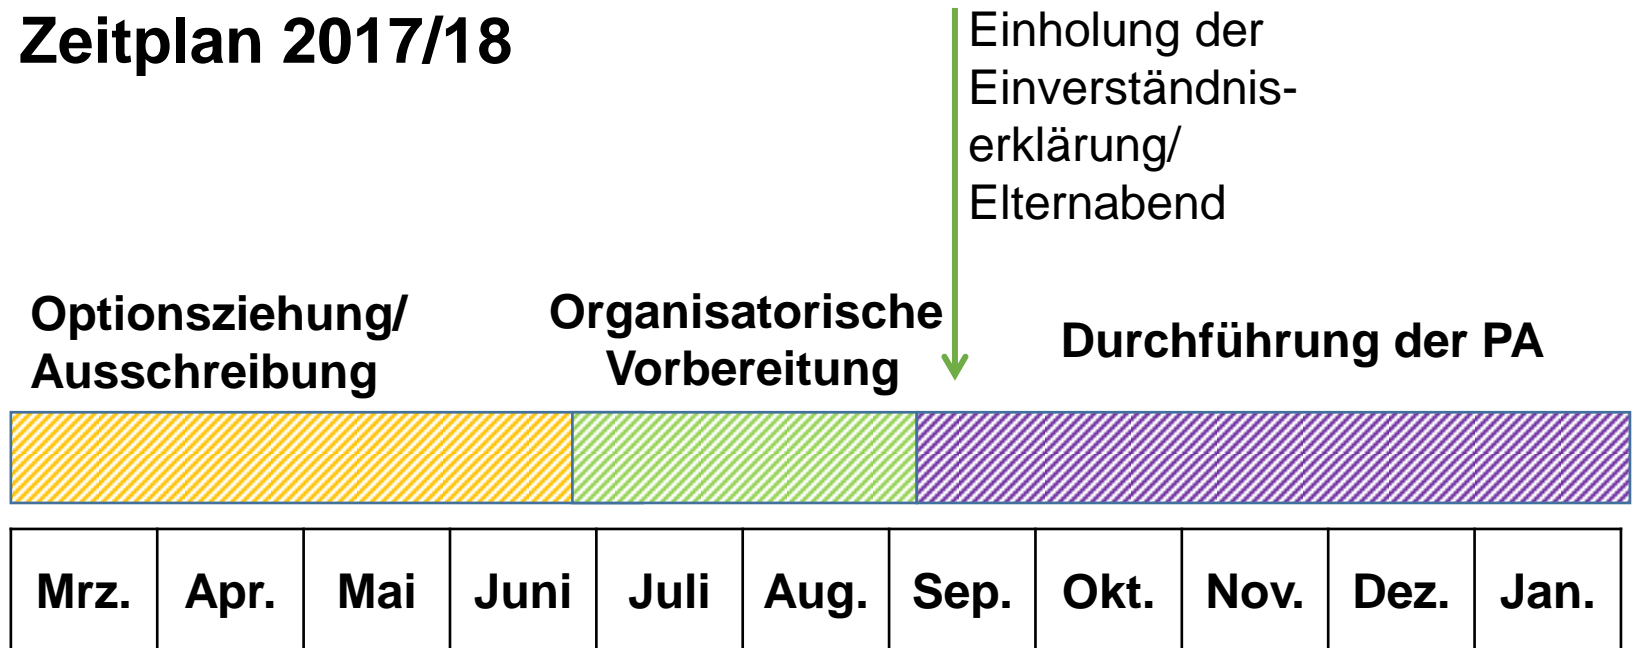 Zeitplan 2017/18
Einholung der
Einverständnis-
erklärung/
Elternabend
Optionsziehung/
Ausschreibung
Organisatorische
Vorbereitung
Durchführung der PA
Mrz. Apr. Mai Juni Juli Aug. Sep. Okt. Nov. Dez. Jan.